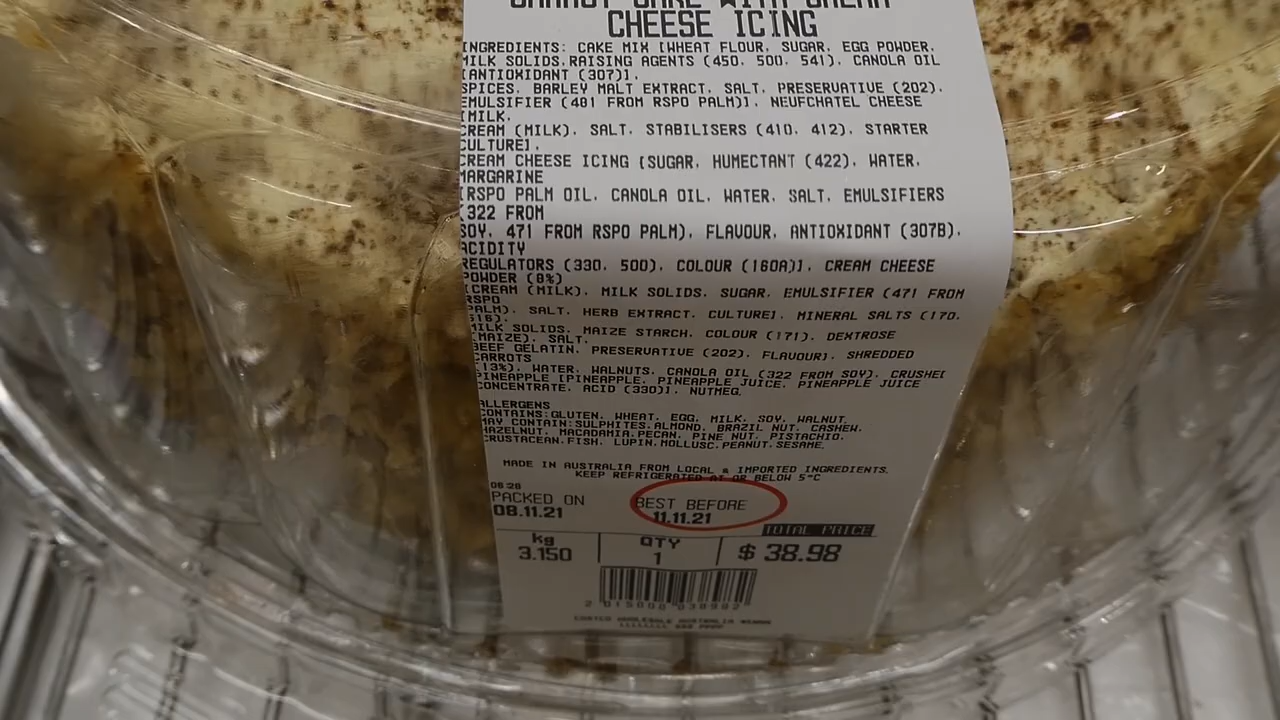 CARROT CAKE WITH CREAM
CHEESE ICING
INGREDIENTS: CAKE MIX [WHEAT FLOUR, SUGAR, EGG POWDER,
MILK SOLIDS,RAISING AGENTS (450, 500, 541), CANOLA OIL
[ANTIOXIDANT (307)],
SPICES, BARLEY MALT EXTRACT, SALT, PRESERVATIVE (202),
EMULSIFIER (481 FROM RSPO PALM)], NEUFCHATEL CHEESE
[MILK,
CREAM (MILK), SALT, STABILISERS (410, 412), STARTER
CULTURE],
CREAM CHEESE ICING [SUGAR, HUMECTANT (422), WATER,
MARGARINE
[RSPO PALM OIL, CANOLA OIL, WATER, SALT, EMULSIFIERS
(322 FROM
SOY, 471 FROM RSPO PALM), FLAVOUR, ANTIOXIDANT (307B),
ACIDITY
REGULATORS (330, 500), COLOUR (160A)], CREAM CHEESE
POWDER (8%)
[CREAM (MILK), MILK SOLIDS, SUGAR, EMULSIFIER (471 FROM
RSPO
PALM), SALT, HERB EXTRACT, CULTURE], MINERAL SALTS (170,
516),
MILK SOLIDS, MAIZE STARCH, COLOUR (171), DEXTROSE
(MAIZE), SALT,
BEEF GELATIN, PRESERVATIVE (202), FLAVOUR], SHREDDED
CARROTS
(13%), WATER, WALNUTS, CANOLA OIL (322 FROM SOY), CRUSHED
PINEAPPLE [PINEAPPLE, PINEAPPLE JUICE, PINEAPPLE JUICE
CONCENTRATE, ACID (330)], NUTMEG.
ALLERGENS
CONTAINS:GLUTEN, WHEAT, EGG, MILK, SOY, WALNUT.
MAY CONTAIN:SULPHITES,ALMOND, BRAZIL NUT, CASHEW,
HAZELNUT, MACADAMIA,PECAN, PINE NUT, PISTACHIO,
CRUSTACEAN,FISH, LUPIN,MOLLUSC,PEANUT,SESAME.
MADE IN AUSTRALIA FROM LOCAL & IMPORTED INGREDIENTS.
KEEP REFRIGERATED AT OR BELOW 5°C
06:26
PACKED ON BEST BEFORE
08.11.21 11.11.21
TOTAL PRICE
kg QTY
3.150 1 $ 38.98
2 015000 038982
COSTCO WHOLESALE AUSTRALIA